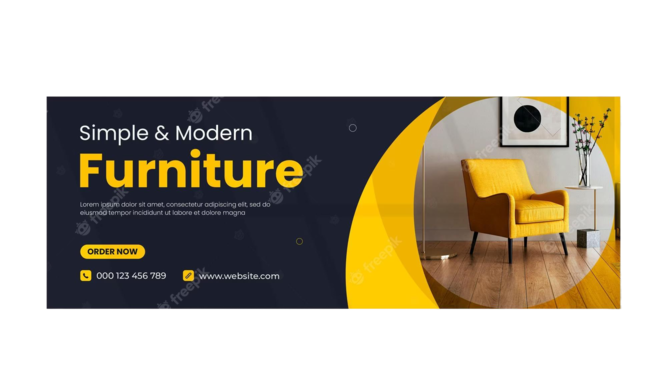 Simple & Modern
Furniture
Lorem ipsum dolor sit amet, consectetur adipiscing elit, sed do
eiusmod tempor incididunt ut labore et dolore magna
ORDER NOW
000 123 456 789 www.website.com
freepik
freepik
freepik
freepik